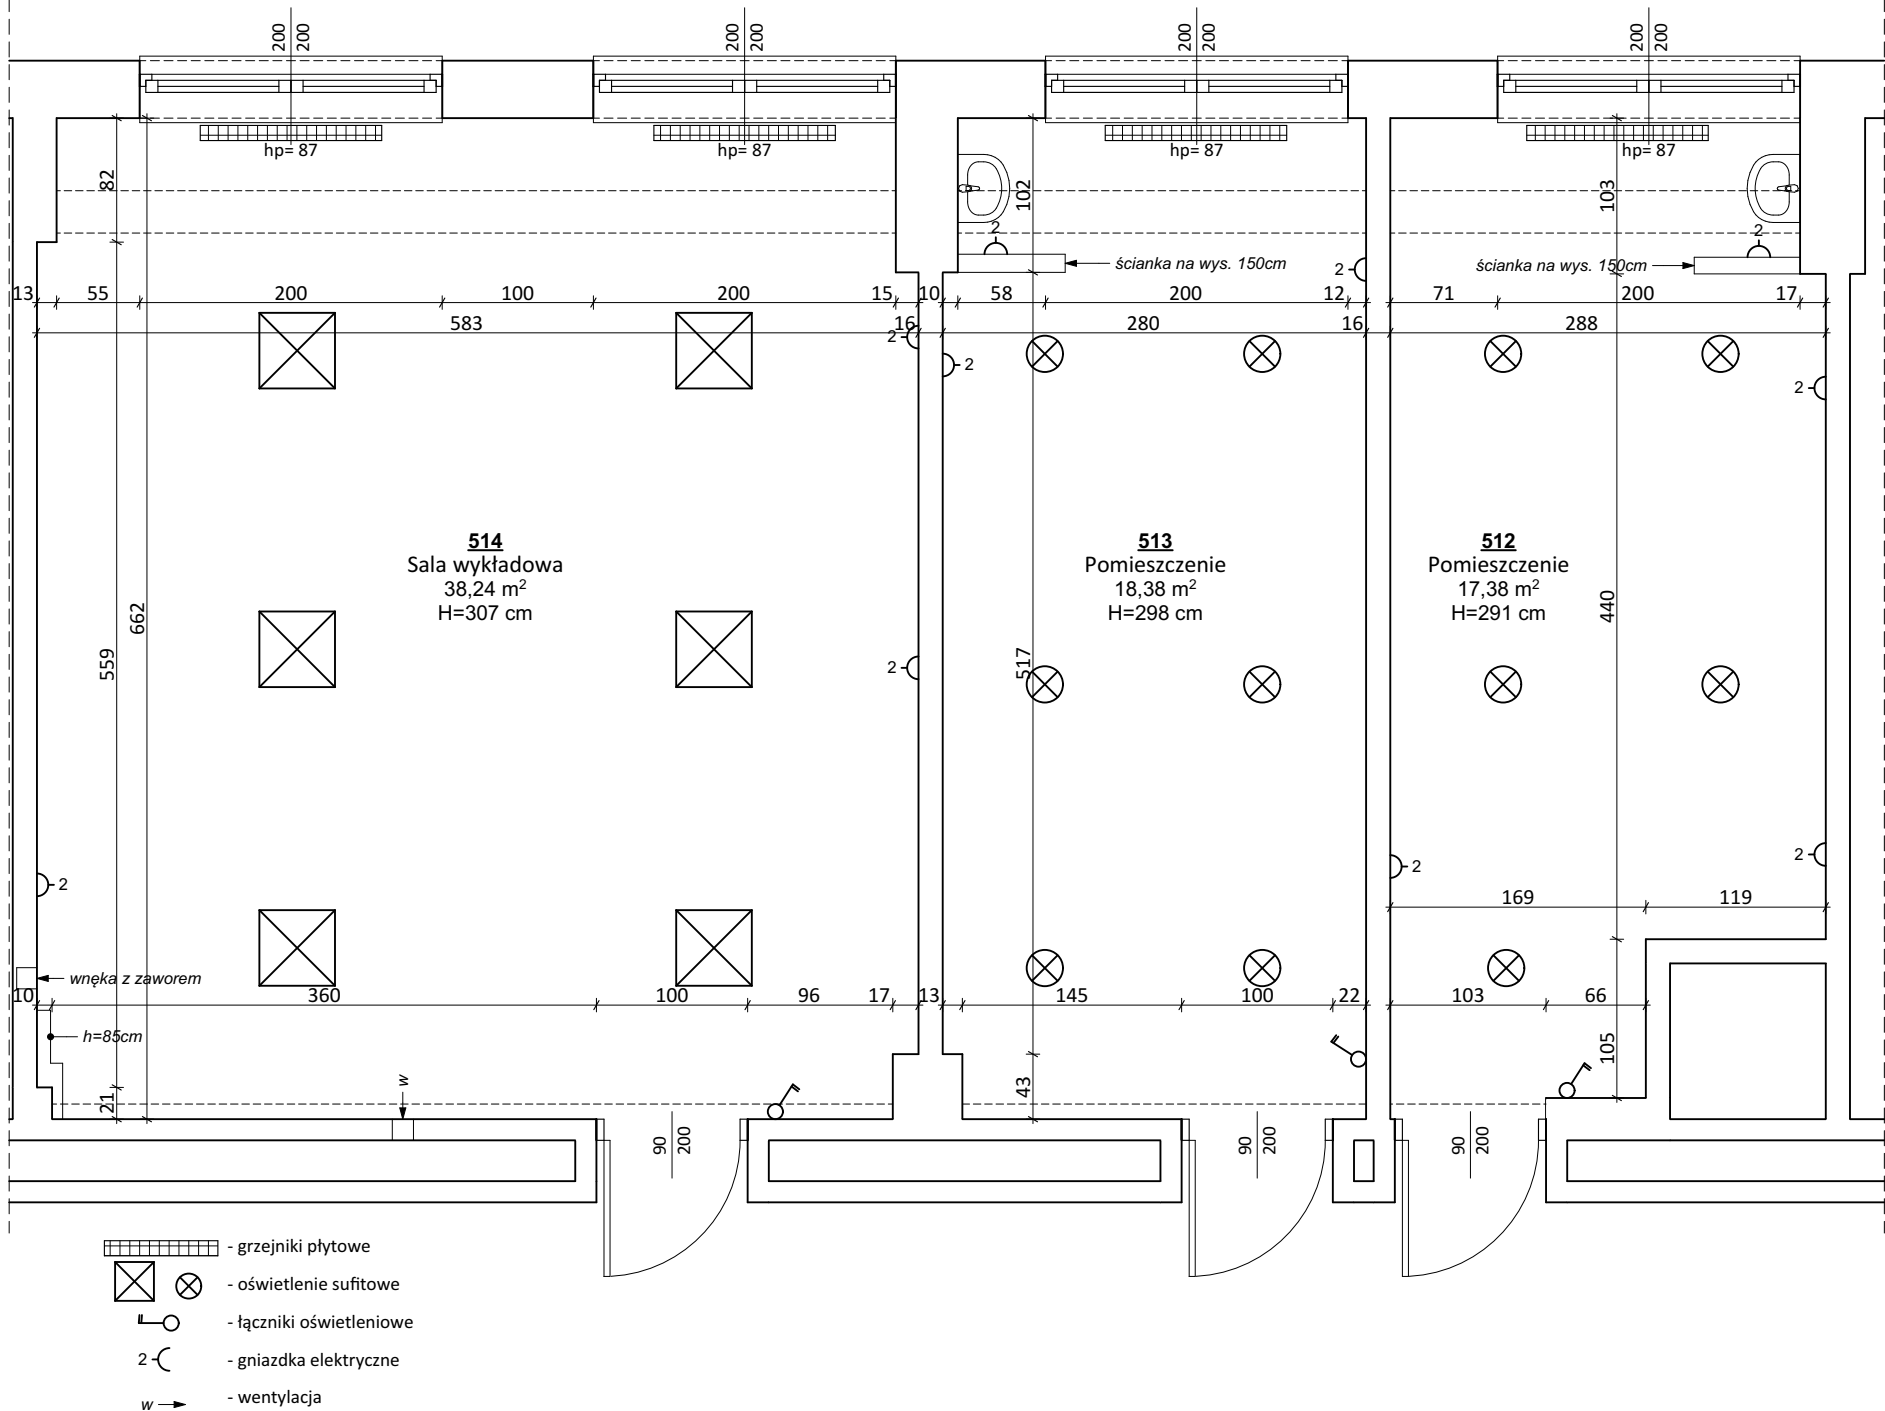 200 200
200 200
200 200
200 200
hp= 87
hp= 87
hp= 87
hp= 87
82
102
103
2
2
ścianka na wys. 150cm
2
ścianka na wys. 150cm
13 55 200 100 200 15 10 58 200 12 71 200 17
583 16 280 16 288
2
2
2
514
Sala wykładowa
38,24 m²
H=307 cm
513
Pomieszczenie
18,38 m²
H=298 cm
512
Pomieszczenie
17,38 m²
H=291 cm
662
559
517
440
2
2
2
2
169 119
wnęka z zaworem
10 360 100 96 17 13 145 100 22 103 66
h=85cm
21
w
43
105
90 200
90 200
90 200
- grzejniki płytowe
- oświetlenie sufitowe
- łączniki oświetleniowe
2 - gniazdka elektryczne
w - wentylacja